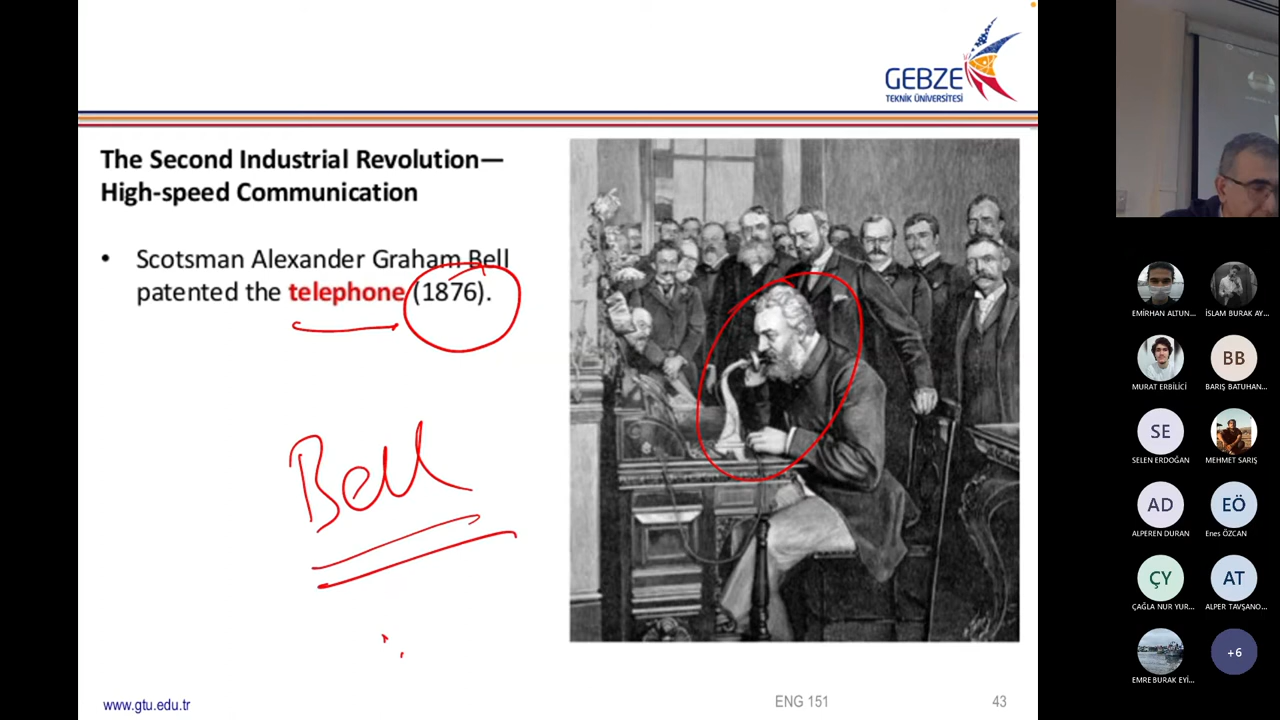 GEBZE
TEKNİK ÜNİVERSİTESİ
The Second Industrial Revolution—
High-speed Communication
• Scotsman Alexander Graham Bell
patented the telephone (1876).
Bell
www.gtu.edu.tr
ENG 151
43
EMİRHAN ALTUN...
İSLAM BURAK AY...
MURAT ERBİLİCİ
BB
BARIŞ BATUHAN...
SE
SELEN ERDOĞAN
MEHMET SARIŞ
AD
ALPEREN DURAN
EÖ
Enes ÖZCAN
ÇY
ÇAĞLA NUR YUR...
AT
ALPER TAVŞANO...
EMRE BURAK EYİ...
+6